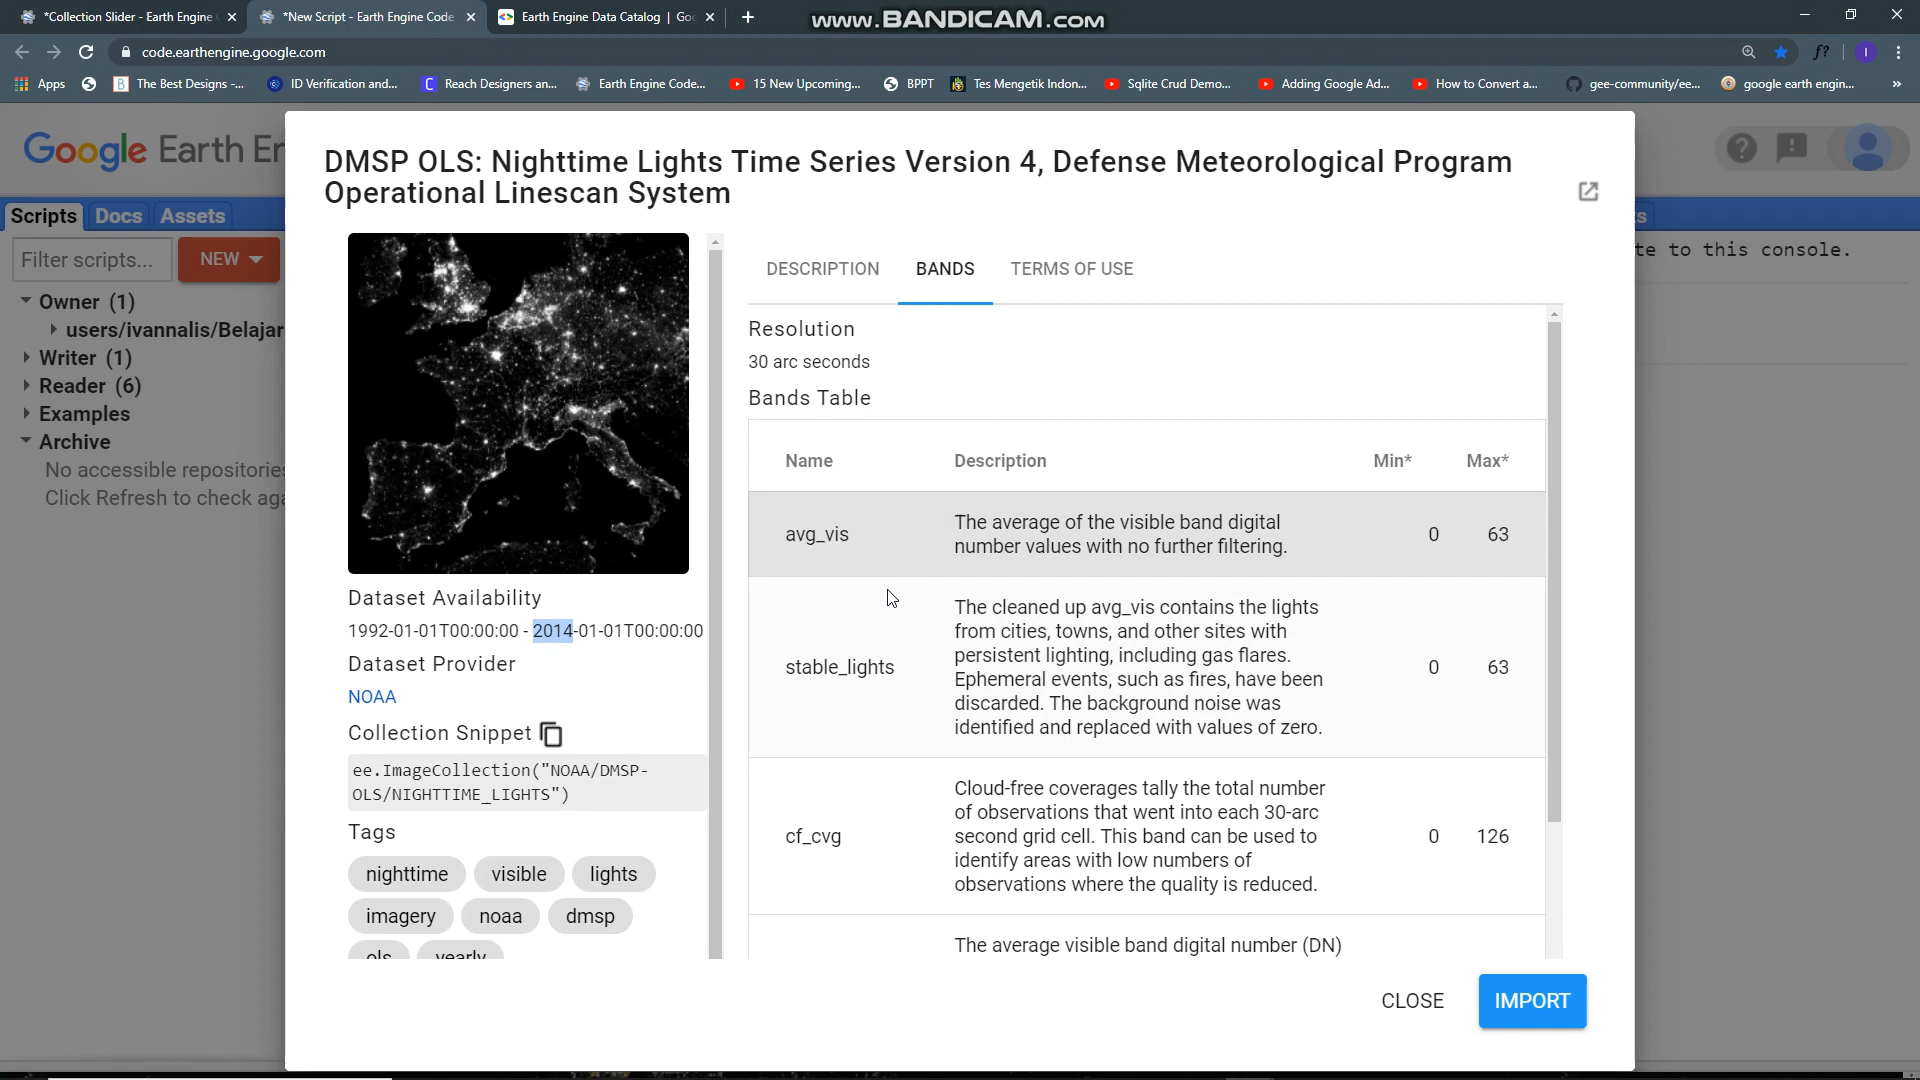 *Collection Slider - Earth Engine
*New Script - Earth Engine Code
Earth Engine Data Catalog | Goo
www.BANDICAM.com
code.earthengine.google.com
Apps
The Best Designs -...
ID Verification and...
Reach Designers an...
Earth Engine Code...
15 New Upcoming...
BPPT
Tes Mengetik Indon...
Sqlite Crud Demo...
Adding Google Ad...
How to Convert a...
gee-community/ee...
google earth engin...
Google Earth Er
Scripts
Docs
Assets
Filter scripts...
NEW
Owner (1)
users/ivannalis/Belajar
Writer (1)
Reader (6)
Examples
Archive
No accessible repositories
Click Refresh to check aga
te to this console.
DMSP OLS: Nighttime Lights Time Series Version 4, Defense Meteorological Program
Operational Linescan System
Dataset Availability
1992-01-01T00:00:00 - 2014-01-01T00:00:00
Dataset Provider
NOAA
Collection Snippet
ee.ImageCollection("NOAA/DMSP-
OLS/NIGHTTIME_LIGHTS")
Tags
nighttime
visible
lights
imagery
noaa
dmsp
ols
yearly
DESCRIPTION
BANDS
TERMS OF USE
Resolution
30 arc seconds
Bands Table
Name
Description
Min*
Max*
avg_vis
The average of the visible band digital
number values with no further filtering.
0
63
stable_lights
The cleaned up avg_vis contains the lights
from cities, towns, and other sites with
persistent lighting, including gas flares.
Ephemeral events, such as fires, have been
discarded. The background noise was
identified and replaced with values of zero.
0
63
cf_cvg
Cloud-free coverages tally the total number
of observations that went into each 30-arc
second grid cell. This band can be used to
identify areas with low numbers of
observations where the quality is reduced.
0
126
The average visible band digital number (DN)
CLOSE
IMPORT